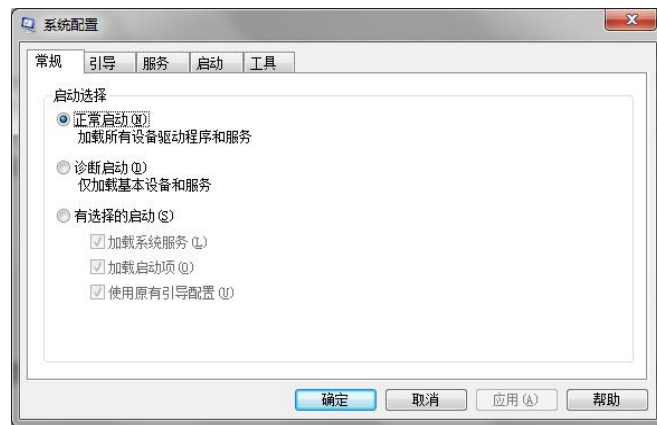 系统配置
常规 引导 服务 启动 工具
启动选择
正常启动(N)
加载所有设备驱动程序和服务
诊断启动(D)
仅加载基本设备和服务
有选择的启动(S)
加载系统服务(L)
加载启动项(O)
使用原有引导配置(U)
确定 取消 应用(A) 帮助